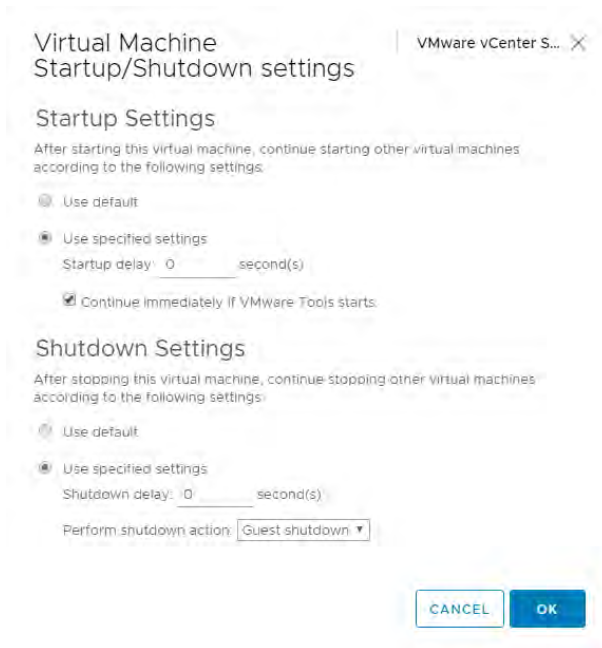 Virtual Machine
Startup/Shutdown settings
VMware vCenter S...
Startup Settings
After starting this virtual machine, continue starting other virtual machines
according to the following settings:
Use default
Use specified settings
Startup delay: 0 second(s)
Continue immediately if VMware Tools starts
Shutdown Settings
After stopping this virtual machine, continue stopping other virtual machines
according to the following settings:
Use default
Use specified settings
Shutdown delay: 0 second(s)
Perform shutdown action: Guest shutdown
CANCEL
OK